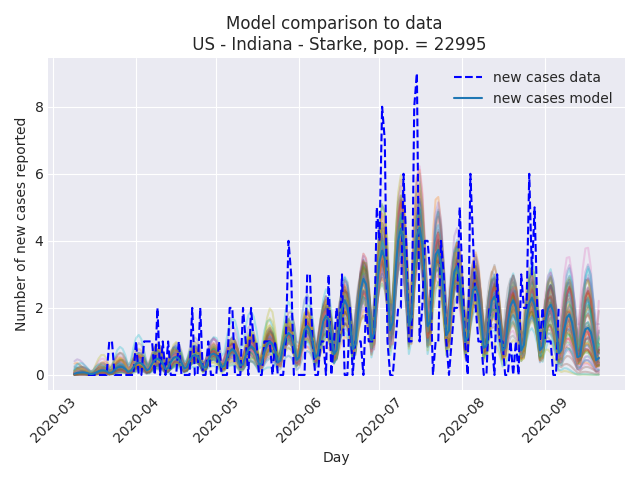 Model comparison to data
US - Indiana - Starke, pop. = 22995
new cases data
new cases model
Number of new cases reported
8
6
4
2
0
2020-03
2020-04
2020-05
2020-06
2020-07
2020-08
2020-09
Day